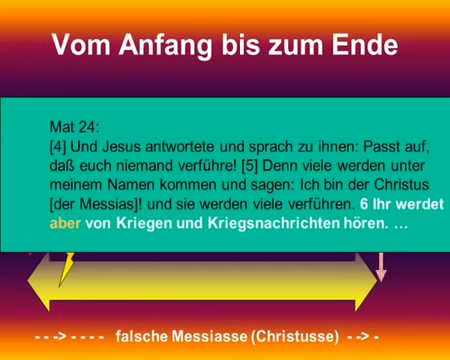 Vom Anfang bis zum Ende
Mat 24:
[4] Und Jesus antwortete und sprach zu ihnen: Passt auf,
daß euch niemand verführe! [5] Denn viele werden unter
meinem Namen kommen und sagen: Ich bin der Christus
[der Messias]! und sie werden viele verführen. 6 Ihr werdet
aber von Kriegen und Kriegsnachrichten hören. …
- - -> - - - -  falsche Messiasse (Christusse)  - -> -